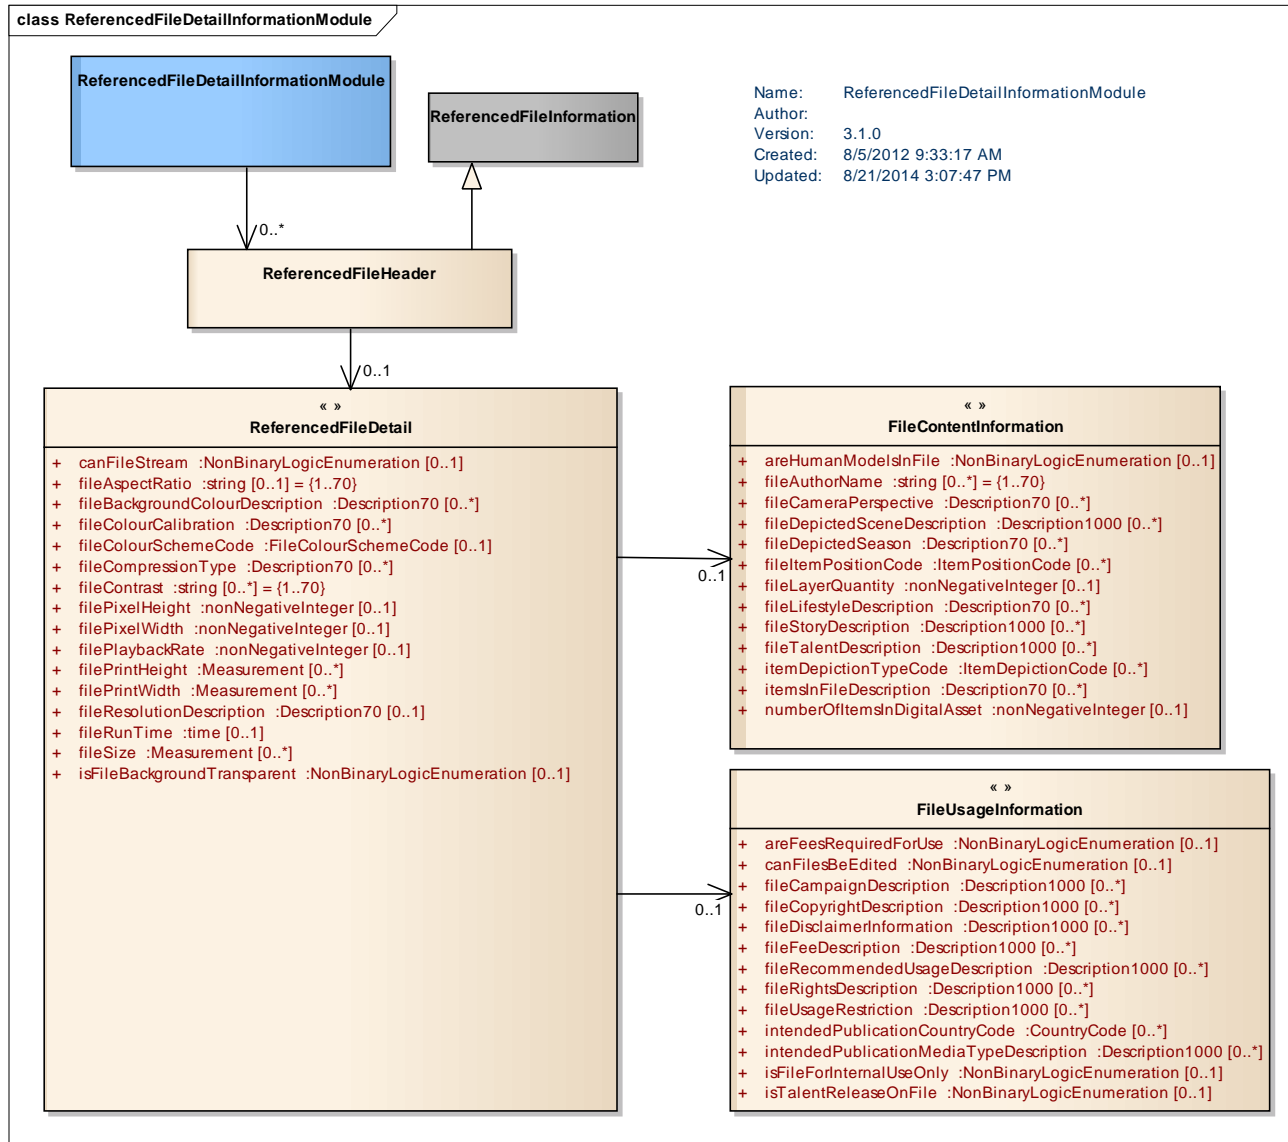 class ReferencedFileDetailInformationModule
ReferencedFileDetailInformationModule
ReferencedFileInformation
Name: ReferencedFileDetailInformationModule
Author:
Version: 3.1.0
Created: 8/5/2012 9:33:17 AM
Updated: 8/21/2014 3:07:47 PM
0..*
ReferencedFileHeader
0..1
« »
ReferencedFileDetail
+ canFileStream :NonBinaryLogicEnumeration [0..1]
+ fileAspectRatio :string [0..1] = {1..70}
+ fileBackgroundColourDescription :Description70 [0..*]
+ fileColourCalibration :Description70 [0..*]
+ fileColourSchemeCode :FileColourSchemeCode [0..1]
+ fileCompressionType :Description70 [0..*]
+ fileContrast :string [0..*] = {1..70}
+ filePixelHeight :nonNegativeInteger [0..1]
+ filePixelWidth :nonNegativeInteger [0..1]
+ filePlaybackRate :nonNegativeInteger [0..1]
+ filePrintHeight :Measurement [0..*]
+ filePrintWidth :Measurement [0..*]
+ fileResolutionDescription :Description70 [0..1]
+ fileRunTime :time [0..1]
+ fileSize :Measurement [0..*]
+ isFileBackgroundTransparent :NonBinaryLogicEnumeration [0..1]
0..1
« »
FileContentInformation
+ areHumanModelsInFile :NonBinaryLogicEnumeration [0..1]
+ fileAuthorName :string [0..*] = {1..70}
+ fileCameraPerspective :Description70 [0..*]
+ fileDepictedSceneDescription :Description1000 [0..*]
+ fileDepictedSeason :Description70 [0..*]
+ fileItemPositionCode :ItemPositionCode [0..*]
+ fileLayerQuantity :nonNegativeInteger [0..1]
+ fileLifestyleDescription :Description70 [0..*]
+ fileStoryDescription :Description1000 [0..*]
+ fileTalentDescription :Description1000 [0..*]
+ itemDepictionTypeCode :ItemDepictionCode [0..*]
+ itemsInFileDescription :Description70 [0..*]
+ numberOfItemsInDigitalAsset :nonNegativeInteger [0..1]
0..1
« »
FileUsageInformation
+ areFeesRequiredForUse :NonBinaryLogicEnumeration [0..1]
+ canFilesBeEdited :NonBinaryLogicEnumeration [0..1]
+ fileCampaignDescription :Description1000 [0..*]
+ fileCopyrightDescription :Description1000 [0..*]
+ fileDisclaimerInformation :Description1000 [0..*]
+ fileFeeDescription :Description1000 [0..*]
+ fileRecommendedUsageDescription :Description1000 [0..*]
+ fileRightsDescription :Description1000 [0..*]
+ fileUsageRestriction :Description1000 [0..*]
+ intendedPublicationCountryCode :CountryCode [0..*]
+ intendedPublicationMediaTypeDescription :Description1000 [0..*]
+ isFileForInternalUseOnly :NonBinaryLogicEnumeration [0..1]
+ isTalentReleaseOnFile :NonBinaryLogicEnumeration [0..1]